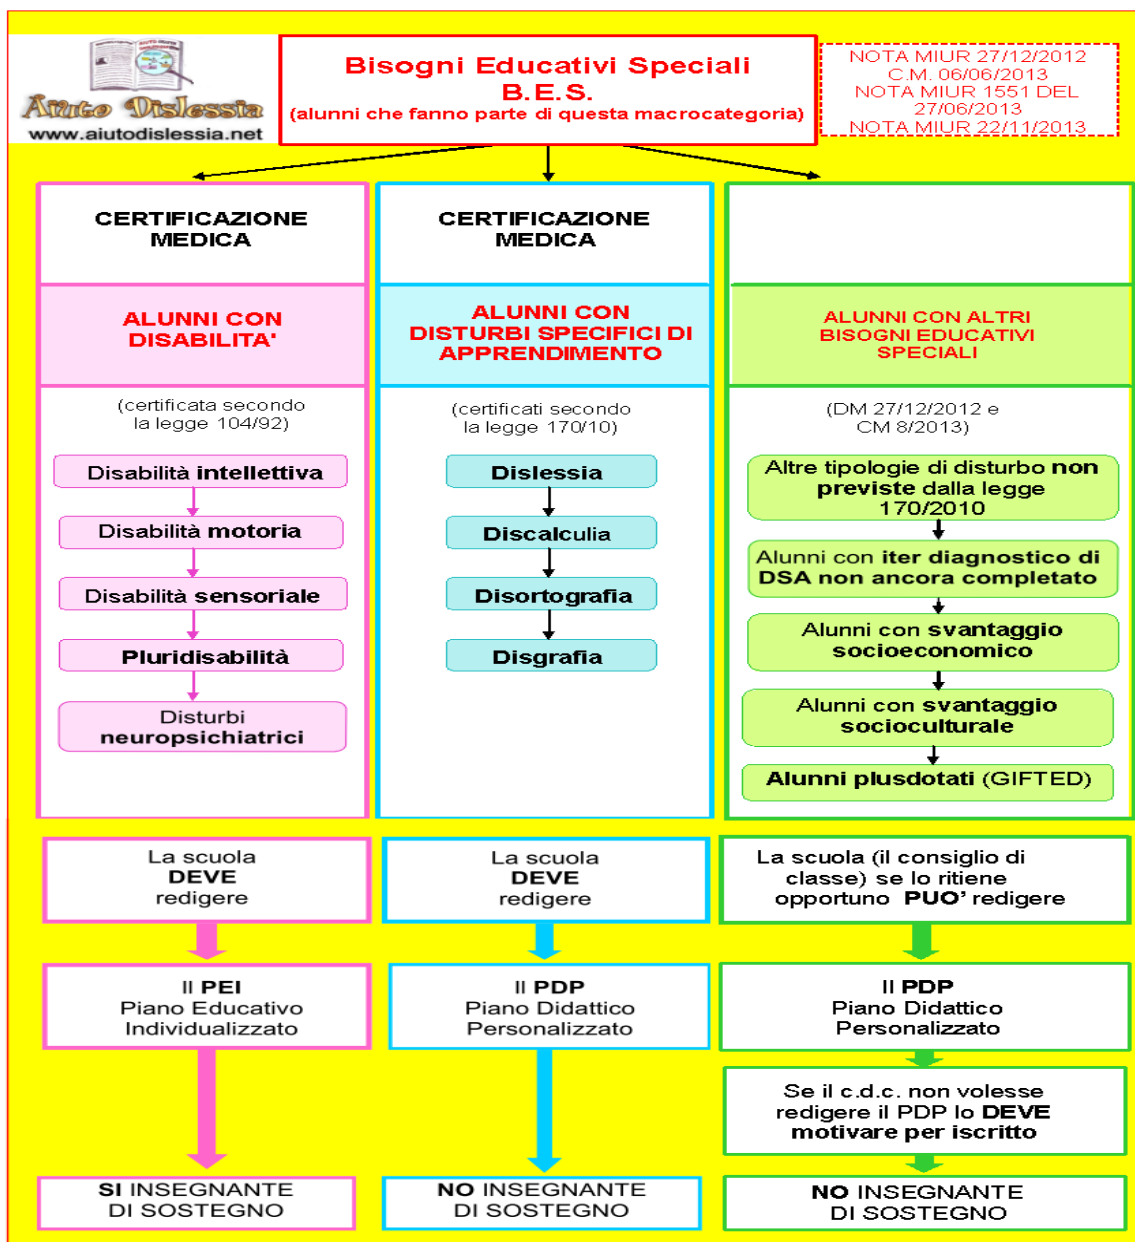 Aiuto Dislessia
www.aiutodislessia.net
Bisogni Educativi Speciali
B.E.S.
(alunni che fanno parte di questa macrocategoria)
NOTA MIUR 27/12/2012
C.M. 06/06/2013
NOTA MIUR 1551 DEL
27/06/2013
NOTA MIUR 22/11/2013
CERTIFICAZIONE
MEDICA
ALUNNI CON
DISABILITA'
(certificata secondo
la legge 104/92)
Disabilità intellettiva
Disabilità motoria
Disabilità sensoriale
Pluridisabilità
Disturbi
neuropsichiatrici
La scuola
DEVE
redigere
Il PEI
Piano Educativo
Individualizzato
SI INSEGNANTE
DI SOSTEGNO
CERTIFICAZIONE
MEDICA
ALUNNI CON
DISTURBI SPECIFICI DI
APPRENDIMENTO
(certificati secondo
la legge 170/10)
Dislessia
Discalculia
Disortografia
Disgrafia
La scuola
DEVE
redigere
Il PDP
Piano Didattico
Personalizzato
NO INSEGNANTE
DI SOSTEGNO
ALUNNI CON ALTRI
BISOGNI EDUCATIVI
SPECIALI
(DM 27/12/2012 e
CM 8/2013)
Altre tipologie di disturbo non
previste dalla legge
170/2010
Alunni con iter diagnostico di
DSA non ancora completato
Alunni con svantaggio
socioeconomico
Alunni con svantaggio
socioculturale
Alunni plusdotati (GIFTED)
La scuola (il consiglio di
classe) se lo ritiene
opportuno PUO' redigere
Il PDP
Piano Didattico
Personalizzato
Se il c.d.c. non volesse
redigere il PDP lo DEVE
motivare per iscritto
NO INSEGNANTE
DI SOSTEGNO